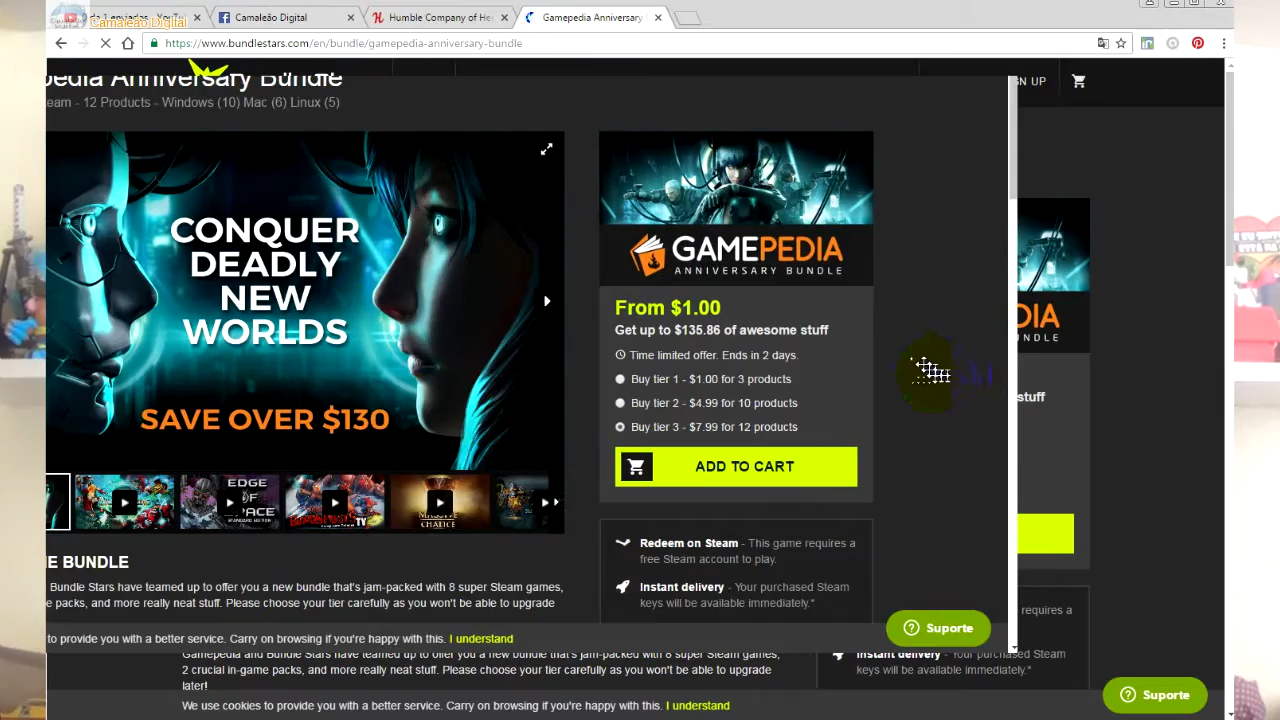 Camaleão Digital
Camaleão Digital
Humble Company of He
Gamepedia Anniversary
https://www.bundlestars.com/en/bundle/gamepedia-anniversary-bundle
pedia Anniversary Bundle
eam - 12 Products - Windows (10) Mac (6) Linux (5)
N UP
CONQUER
DEADLY
NEW
WORLDS
SAVE OVER $130
EDGE
OF
SPACE
STANDARD EDITION
TV
MASSIVE
CHALICE
GAMEPEDIA
ANNIVERSARY BUNDLE
From $1.00
Get up to $135.86 of awesome stuff
Time limited offer. Ends in 2 days.
Buy tier 1 - $1.00 for 3 products
Buy tier 2 - $4.99 for 10 products
Buy tier 3 - $7.99 for 12 products
ADD TO CART
Redeem on Steam - This game requires a
free Steam account to play.
Instant delivery - Your purchased Steam
keys will be available immediately.*
DIA
NDLE
stuff
requires a
E BUNDLE
Bundle Stars have teamed up to offer you a new bundle that's jam-packed with 8 super Steam games,
e packs, and more really neat stuff. Please choose your tier carefully as you won't be able to upgrade
to provide you with a better service. Carry on browsing if you're happy with this. I understand
Suporte
Gamepedia and Bundle Stars have teamed up to offer you a new bundle that's jam-packed with 8 super Steam games,
2 crucial in-game packs, and more really neat stuff. Please choose your tier carefully as you won't be able to upgrade
later!
Instant delivery - Your purchased Steam
keys will be available immediately.*
We use cookies to provide you with a better service. Carry on browsing if you're happy with this. I understand
Suporte